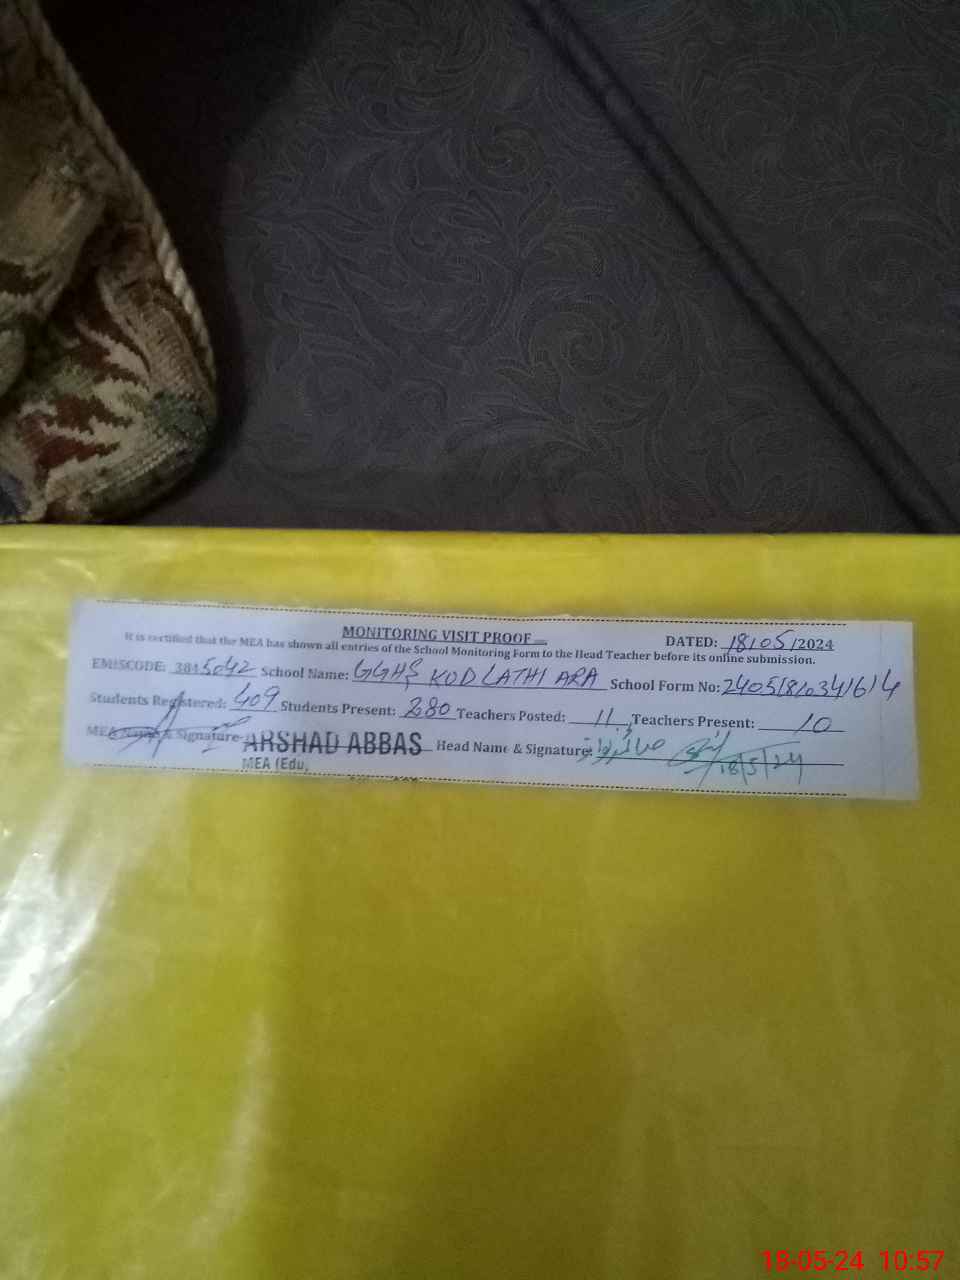 MONITORING VISIT PROOF
DATED: 18/05/2024
It is certified that the MEA has shown all entries of the School Monitoring Form to the Head Teacher before its online submission.
EMISCODE: 3845042 School Name: GGHS KUDLATHI ARA School Form No:
Students Registered: 409 Students Present: 280 Teachers Posted: 11 Teachers Present: 10
MEA Name & Signature: ARSHAD ABBAS Head Name & Signature: 18/5/24
MEA (Edu,
18-05-24 10:57